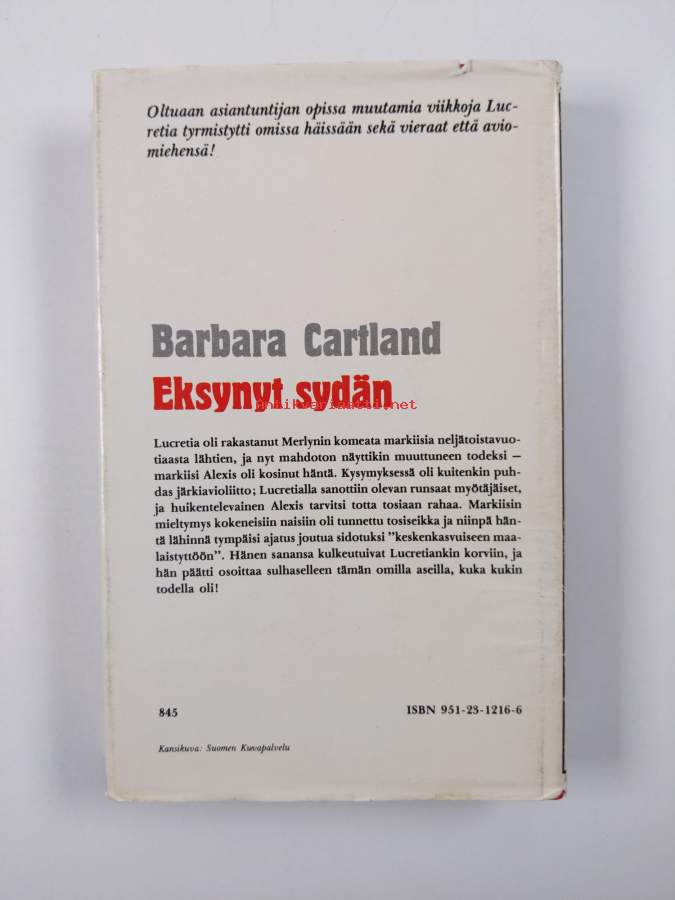 Oltuaan asiantuntijan opissa muutamia viikkoja Luc-
retia tyrmistytti omissa häissään sekä vieraat että avio-
miehensä!
Barbara Cartland
Eksynyt sydän
Antikvariaatti.net
Lucretia oli rakastanut Merlynin komeata markiisia neljätoistavuo-
tiaasta lähtien, ja nyt mahdoton näyttikin muuttuneen todeksi —
markiisi Alexis oli kosinut häntä. Kysymyksessä oli kuitenkin puh-
das järkiavioliitto; Lucretialla sanottiin olevan runsaat myötäjäiset,
ja huikentelevainen Alexis tarvitsi totta tosiaan rahaa. Markiisin
mieltymys kokeneisiin naisiin oli tunnettu tosiseikka ja niinpä hän-
tä lähinnä tympäisi ajatus joutua sidotuksi "keskenkasvuiseen maa-
laistyttöön". Hänen sanansa kulkeutuivat Lucretiankin korviin, ja
hän päätti osoittaa sulhaselleen tämän omilla aseilla, kuka kukin
todella oli!
845
ISBN 951-23-1216-6
Kansikuva: Suomen Kuvapalvelu